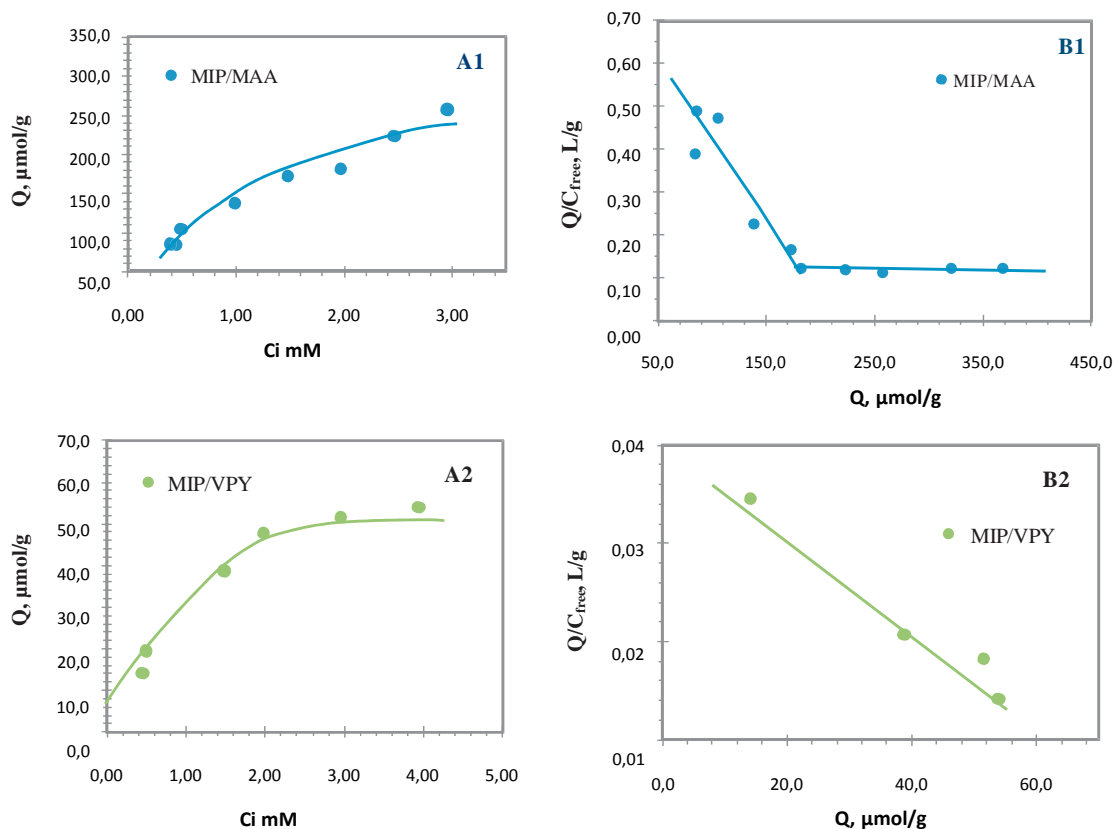 350,0
300,0
250,0
200,0
150,0
100,0
50,0
Q, µmol/g
MIP/MAA
A1
0,00 1,00 2,00 3,00
Ci mM
0,70
0,60
0,50
0,40
0,30
0,20
0,10
0,00
Q/Cfree, L/g
B1
MIP/MAA
50,0 150,0 250,0 350,0 450,0
Q, µmol/g
70,0
60,0
50,0
40,0
30,0
20,0
10,0
0,0
Q, µmol/g
MIP/VPY
A2
0,00 1,00 2,00 3,00 4,00 5,00
Ci mM
0,04
0,03
0,02
0,01
Q/Cfree, L/g
B2
MIP/VPY
0,0 20,0 40,0 60,0
Q, µmol/g